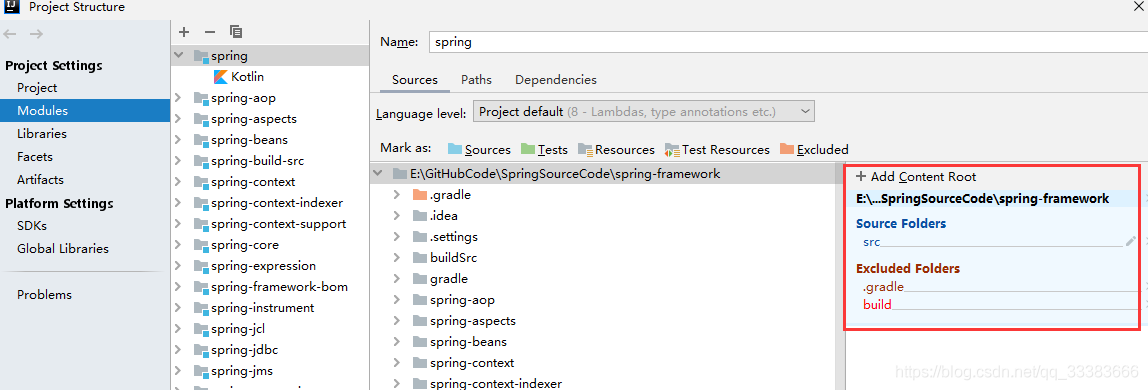 Project Structure
Project Settings
Project
Modules
Libraries
Facets
Artifacts
Platform Settings
SDKs
Global Libraries
Problems
spring
Kotlin
spring-aop
spring-aspects
spring-beans
spring-build-src
spring-context
spring-context-indexer
spring-context-support
spring-core
spring-expression
spring-framework-bom
spring-instrument
spring-jcl
spring-jdbc
spring-jms
Name: spring
Sources Paths Dependencies
Language level: Project default (8 - Lambdas, type annotations etc.)
Mark as: Sources Tests Resources Test Resources Excluded
E:\GitHubCode\SpringSourceCode\spring-framework
.gradle
.idea
.settings
buildSrc
gradle
spring-aop
spring-aspects
spring-beans
spring-context
spring-context-indexer
+ Add Content Root
E:\...SpringSourceCode\spring-framework
Source Folders
src
Excluded Folders
.gradle
build
https://blog.csdn.net/qq_33383666